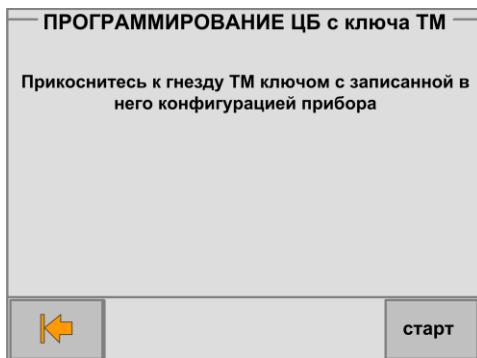 ПРОГРАММИРОВАНИЕ ЦБ с ключа ТМ
Прикоснитесь к гнезду ТМ ключом с записанной в
него конфигурацией прибора
старт